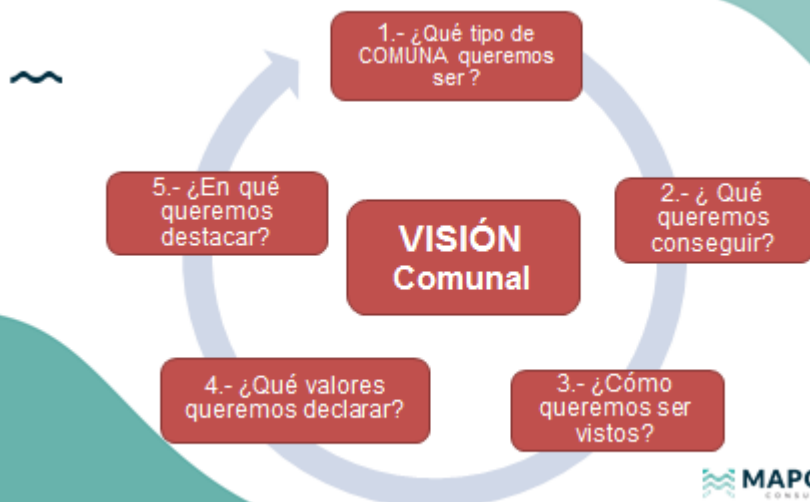 1.- ¿Qué tipo de
COMUNA queremos
ser ?
2.- ¿ Qué
queremos
conseguir?
3.- ¿Cómo
queremos ser
vistos?
4.- ¿Qué valores
queremos declarar?
5.- ¿En qué
queremos
destacar?
VISIÓN
Comunal